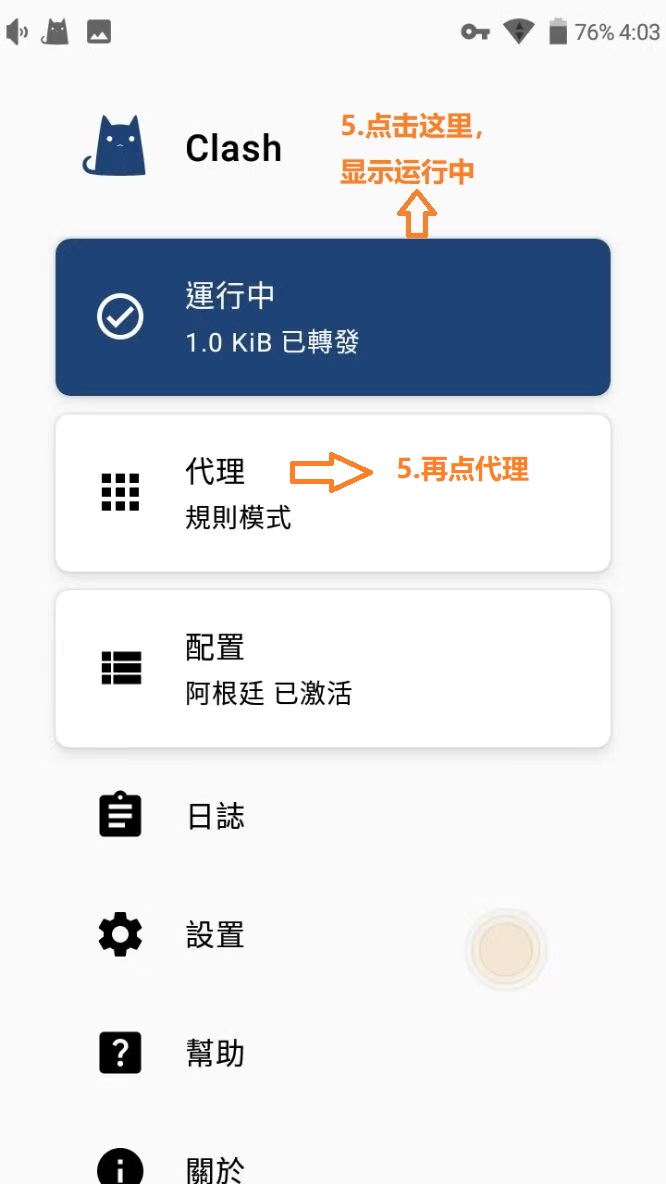 76% 4:03
Clash
5.点击这里，
显示运行中
運行中
1.0 KiB 已轉發
代理
5.再点代理
規則模式
配置
阿根廷 已激活
日誌
設置
?
幫助
i
關於